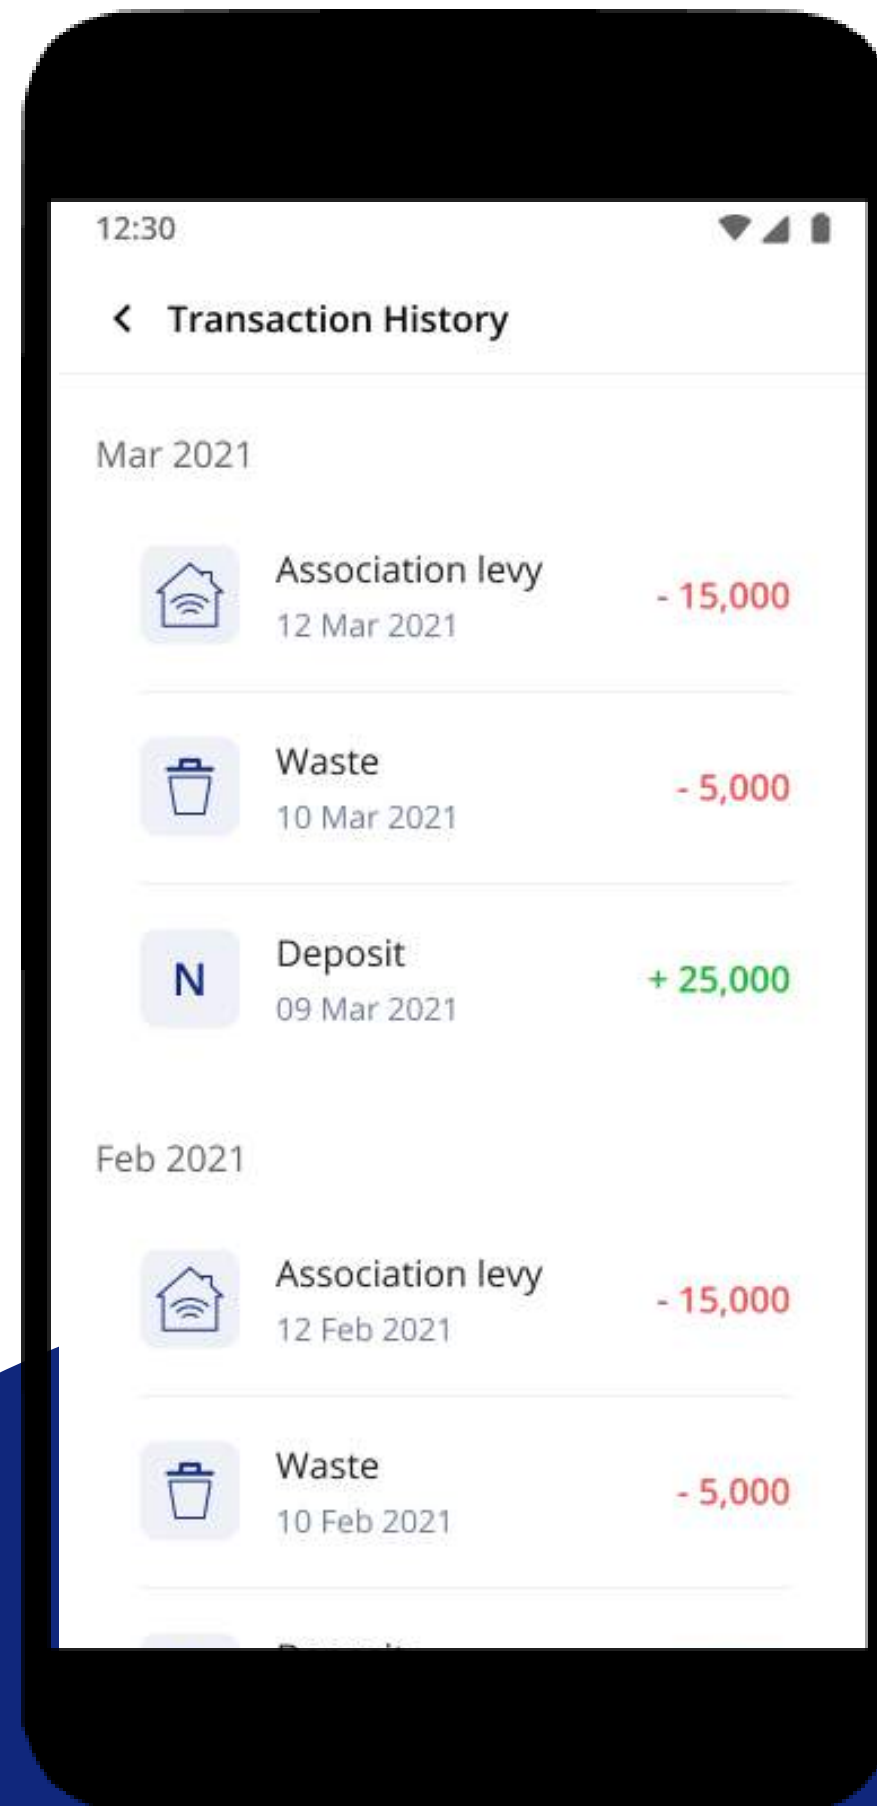 12:30
Transaction History
Mar 2021
Association levy
- 15,000
12 Mar 2021
Waste
- 5,000
10 Mar 2021
N
Deposit
+ 25,000
09 Mar 2021
Feb 2021
Association levy
- 15,000
12 Feb 2021
Waste
- 5,000
10 Feb 2021